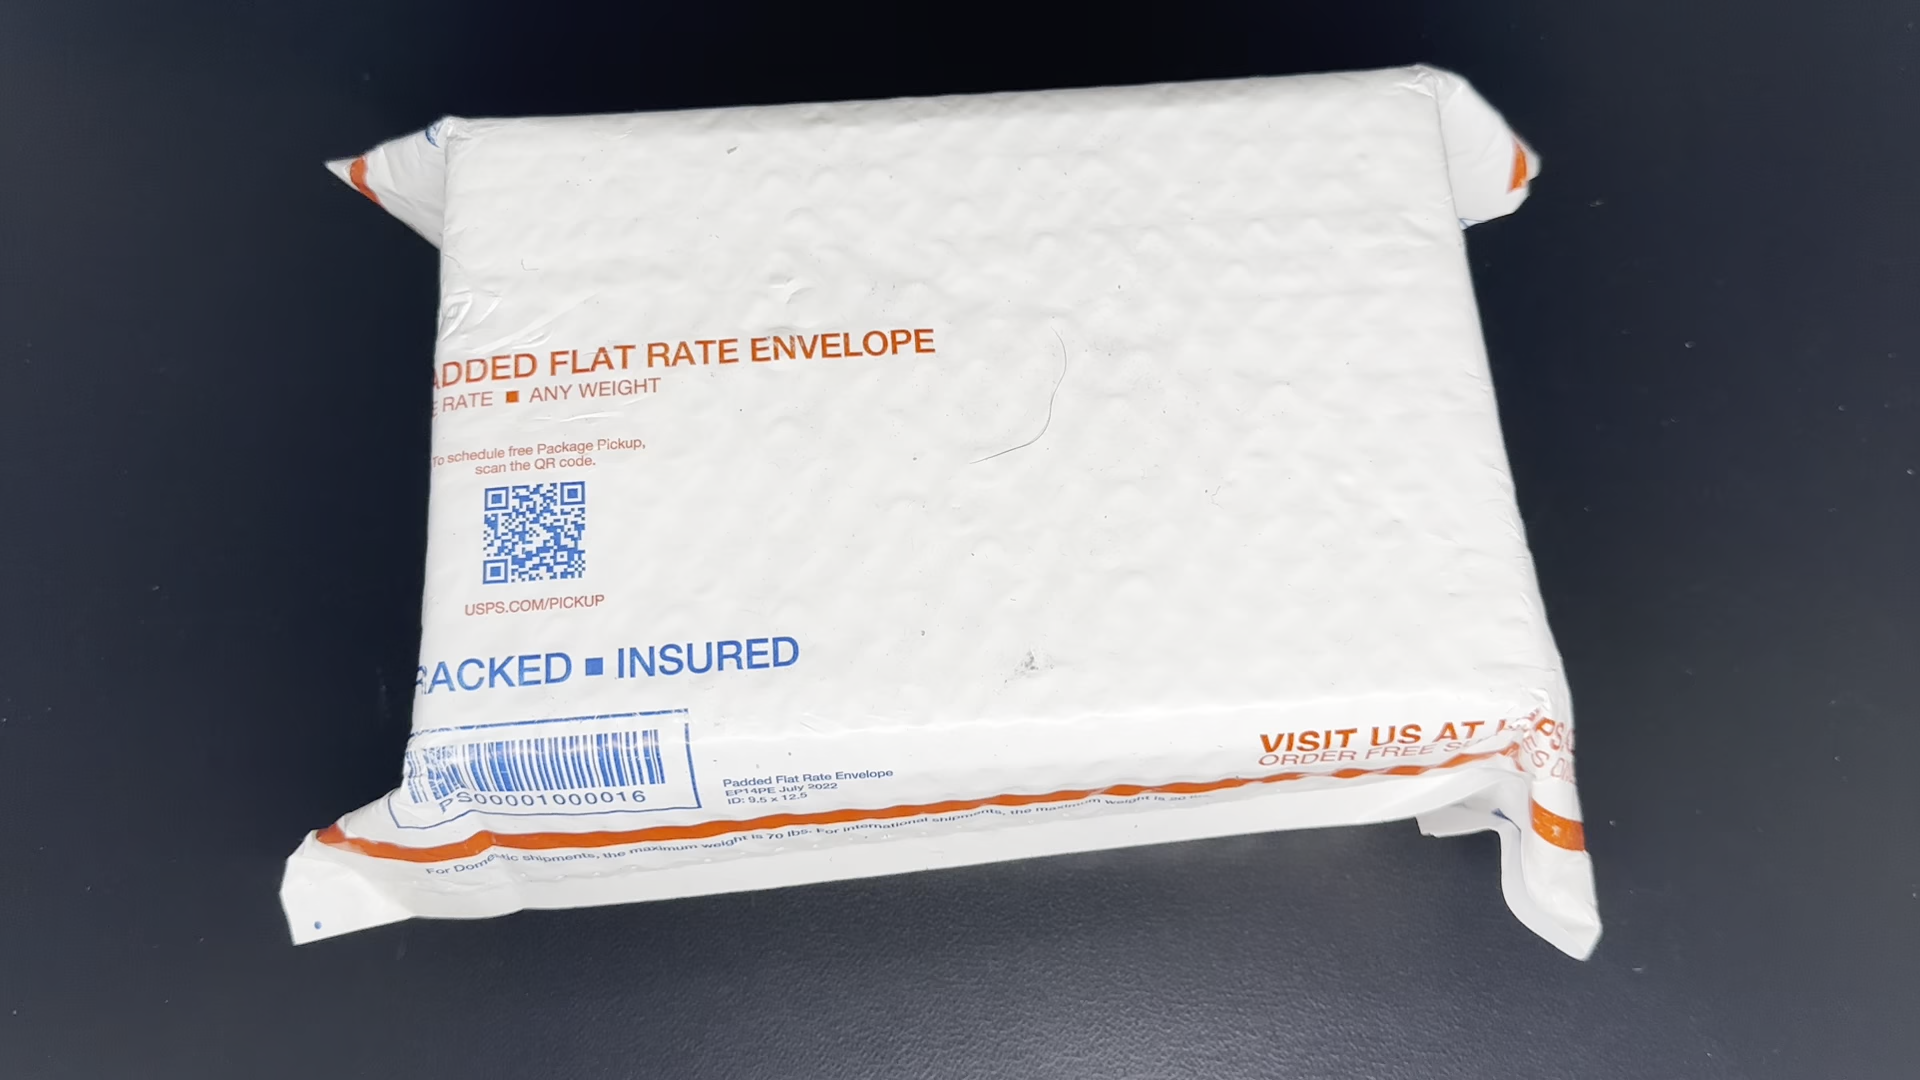 ADDED FLAT RATE ENVELOPE
E RATE ■ ANY WEIGHT
To schedule free Package Pickup,
scan the QR code.
USPS.COM/PICKUP
RACKED ■ INSURED
PS00001000016
Padded Flat Rate Envelope
EP14PE July 2022
ID: 9.5 x 12.5
VISIT US AT
ORDER FREE
For Domestic shipments, the maximum weight is 70 lbs. For international shipments, the maximum weight is